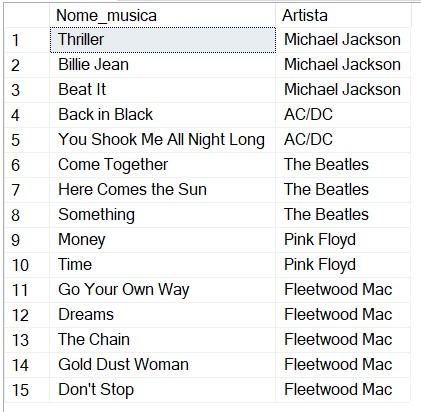 Nome_musica Artista
1 Thriller Michael Jackson
2 Billie Jean Michael Jackson
3 Beat It Michael Jackson
4 Back in Black AC/DC
5 You Shook Me All Night Long AC/DC
6 Come Together The Beatles
7 Here Comes the Sun The Beatles
8 Something The Beatles
9 Money Pink Floyd
10 Time Pink Floyd
11 Go Your Own Way Fleetwood Mac
12 Dreams Fleetwood Mac
13 The Chain Fleetwood Mac
14 Gold Dust Woman Fleetwood Mac
15 Don't Stop Fleetwood Mac